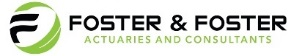 FOSTER & FOSTER
ACTUARIES AND CONSULTANTS